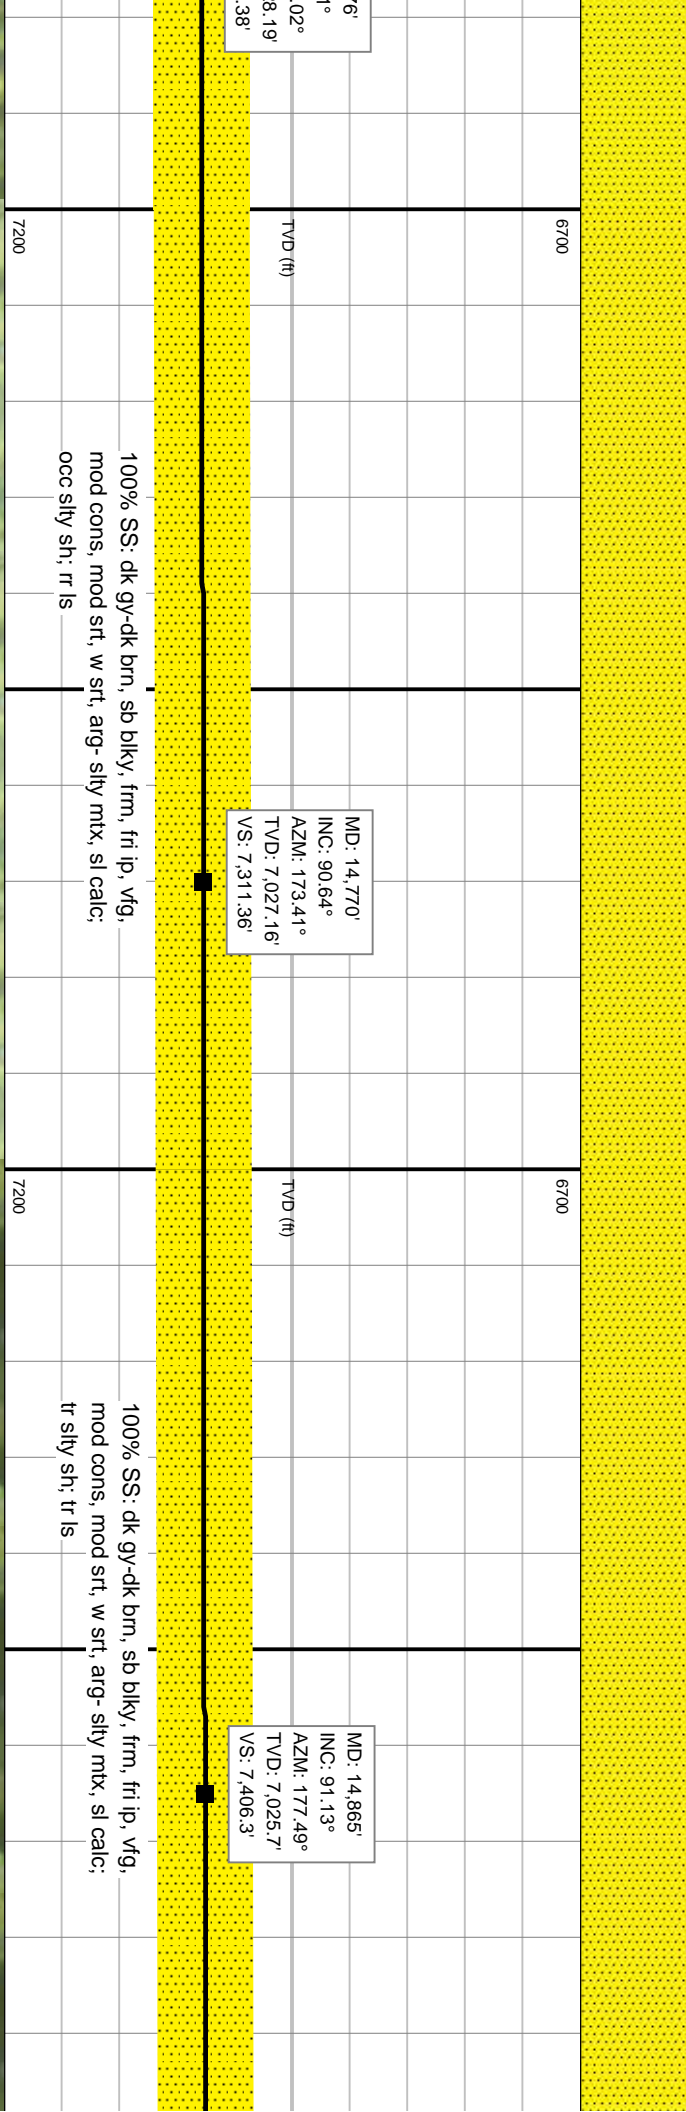 76'
1°
.02°
8.19'
.38'
6700
TVD (ft)
7200
100% SS: dk gy-dk brn, sb blky, frm, fri ip, vfg,
mod cons, mod srt, w srt, arg- slty mtx, sl calc;
occ slty sh; rr ls
MD: 14,770'
INC: 90.64°
AZM: 173.41°
TVD: 7,027.16'
VS: 7,311.36'
6700
TVD (ft)
7200
100% SS: dk gy-dk brn, sb blky, frm, fri ip, vfg,
mod cons, mod srt, w srt, arg- slty mtx, sl calc;
tr slty sh; tr ls
MD: 14,865'
INC: 91.13°
AZM: 177.49°
TVD: 7,025.7'
VS: 7,406.3'